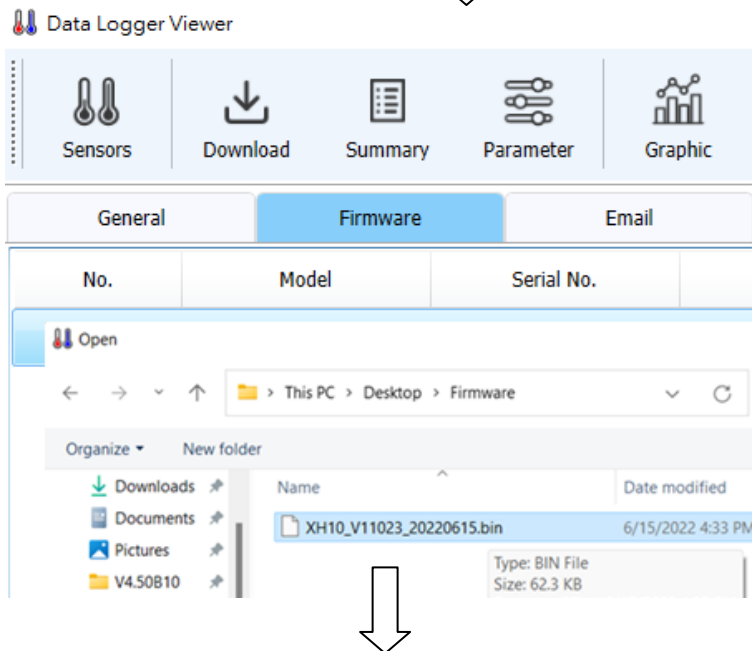 Data Logger Viewer
Sensors Download Summary Parameter Graphic
General Firmware Email
No. Model Serial No.
Open
This PC > Desktop > Firmware
Organize New folder
Downloads Name Date modified
Documents XH10_V11023_20220615.bin 6/15/2022 4:33 PM
Pictures Type: BIN File
V4.50B10 Size: 62.3 KB